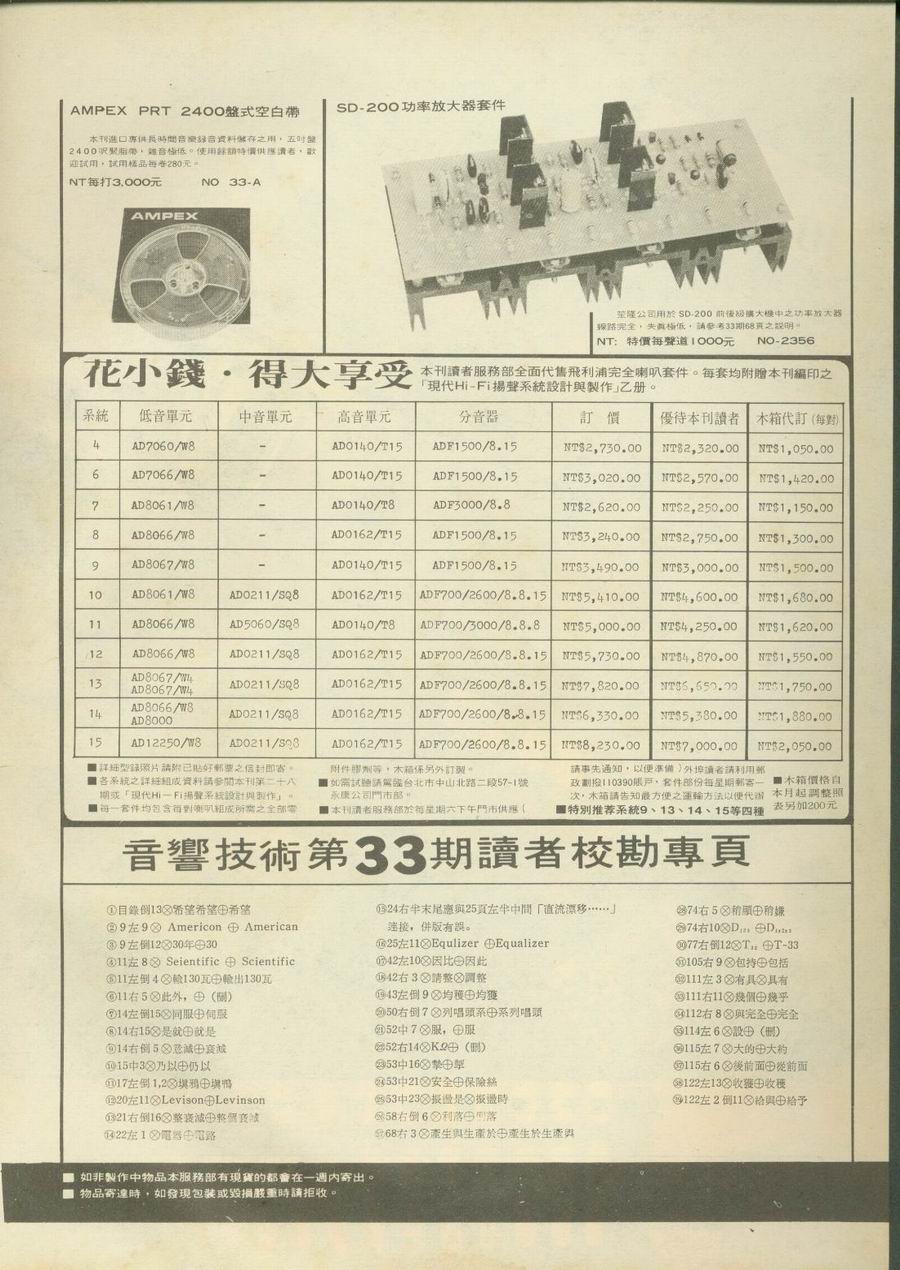 AMPEX PRT 2400盤式空白帶
本刊進口專供長時間音樂錄音資料儲存之用，五吋盤
2400呎聚脂帶，雜音極低。使用餘額特價供應讀者，歡
迎試用，試用樣品每卷280元。
NT每打3,000元 NO 33-A
AMPEX
SD-200功率放大器套件
笙隆公司用於 SD-200 前後級擴大機中之功率放大器
線路完全，失真極低，請參考33期68頁之說明。
NT: 特價每聲道1000元 NO-2356
花小錢・得大享受
本刊讀者服務部全面代售飛利浦完全喇叭套件。每套均附贈本刊編印之
「現代Hi-Fi揚聲系統設計與製作」乙册。
系統 低音單元 中音單元 高音單元 分音器 訂 價 優待本刊讀者 木箱代訂(每對)
4 AD7060/W8 - AD0140/T15 ADF1500/8.15 NT$2,730.00 NT$2,320.00 NT$1,050.00
6 AD7066/W8 - AD0140/T15 ADF1500/8.15 NT$3,020.00 NT$2,570.00 NT$1,420.00
7 AD8061/W8 - AD0140/T8 ADF3000/8.8 NT$2,620.00 NT$2,250.00 NT$1,150.00
8 AD8066/W8 - AD0162/T15 ADF1500/8.15 NT$3,240.00 NT$2,750.00 NT$1,300.00
9 AD8067/W8 - AD0140/T15 ADF1500/8.15 NT$3,490.00 NT$3,000.00 NT$1,500.00
10 AD8061/W8 AD0211/SQ8 AD0162/T15 ADF700/2600/8.8.15 NT$5,410.00 NT$4,600.00 NT$1,680.00
11 AD8066/W8 AD5060/SQ8 AD0140/T8 ADF700/3000/8.8.8 NT$5,000.00 NT$4,250.00 NT$1,620.00
12 AD8066/W8 AD0211/SQ8 AD0162/T15 ADF700/2600/8.8.15 NT$5,730.00 NT$4,870.00 NT$1,550.00
13 AD8067/W4 AD8067/W4 AD0211/SQ8 AD0162/T15 ADF700/2600/8.8.15 NT$7,820.00 NT$6,650.00 NT$1,750.00
14 AD8066/W8 AD8000 AD0211/SQ8 AD0162/T15 ADF700/2600/8.8.15 NT$6,330.00 NT$5,380.00 NT$1,880.00
15 AD12250/W8 AD0211/SQ8 AD0162/T15 ADF700/2600/8.8.15 NT$8,230.00 NT$7,000.00 NT$2,050.00
■詳細型錄照片請附已貼好郵票之信封即寄。
■各系統之詳細組成資料請參閱本刊第二十八
期或「現代Hi-Fi揚聲系統設計與製作」。
■每一套件均包含每對喇叭組成所需之全部零
附件膠劑等，木箱係另外訂製。
■如需試聽請駕臨台北市中山北路二段57-1號
永康公司門市部。
■本刊讀者服務部於每星期六下午門市供應(
請事先通知，以便準備)外埠讀者請利用郵
政劃撥110390賬戶，套件部份每星期郵寄一
次，木箱請告知最方便之運輸方法以便代辦
■特別推荐系統9、13、14、15等四種
■木箱價格自
本月起調整照
表另加200元
音響技術第33期讀者校勘專頁
①目錄倒13⊗希望希望⊕希望
②9左9⊗ Americon ⊕ American
③9左倒12⊗30年⊕30
④11左8⊗ Seientific ⊕ Scientific
⑤11左倒4⊗輸130瓦⊕輸出130瓦
⑥11右5⊗此外，⊕（刪）
⑦14左倒15⊗同服⊕伺服
⑧14右15⊗是就⊕就是
⑨14右倒5⊗意減⊕衰減
⑩15中3⊗乃以⊕仍以
⑪17左倒1,2⊗填鴉⊕填鴨
⑫20左11⊗Levison⊕Levinson
⑬21右倒16⊗整衰減⊕整個衰減
⑭22左1⊗電器⊕電路
⑮24右半末尾應與25頁左半中間「直流漂移……」
連接，併版有誤。
⑯25左11⊗Equlizer ⊕Equalizer
⑰42左10⊗因比⊕因此
⑱42右3⊗請整⊗調整
⑲43左倒9⊗均穫⊕均獲
⑳50右倒7⊗列唱頭系⊕系列唱頭
㉑52中7⊗服，⊕服
㉒52右14⊗KΩ⊕（刪）
㉓53中16⊗摯⊕
㉔53中21⊗安全⊕保險絲
㉕53中23⊗振盪是⊗振盪時
㉖58右倒6⊗利落⊕
㉗68右3⊗產生與生產於⊕產生於生產與
㉘74右5⊗稍顯⊕稍嫌
㉙74右10⊗D ⊕D
㉚77右倒12⊗T ⊕T-33
㉛105右9⊗包持⊕包括
㉜111左3⊗有具⊗具有
㉝111右11⊗幾個⊕幾乎
㉞112右8⊗與完全⊕完全
㉟114左6⊗設⊕（刪）
㊱115左7⊗大的⊕大約
㊲115右6⊗後前面⊕從前面
㊳122左13⊗收獲⊕收穫
㊴122左2倒11⊗給與⊕給予
■如非製作中物品本服務部有現貨的都會在一週內寄出。
■物品寄達時，如發現包裝或毀損嚴重時請拒收。